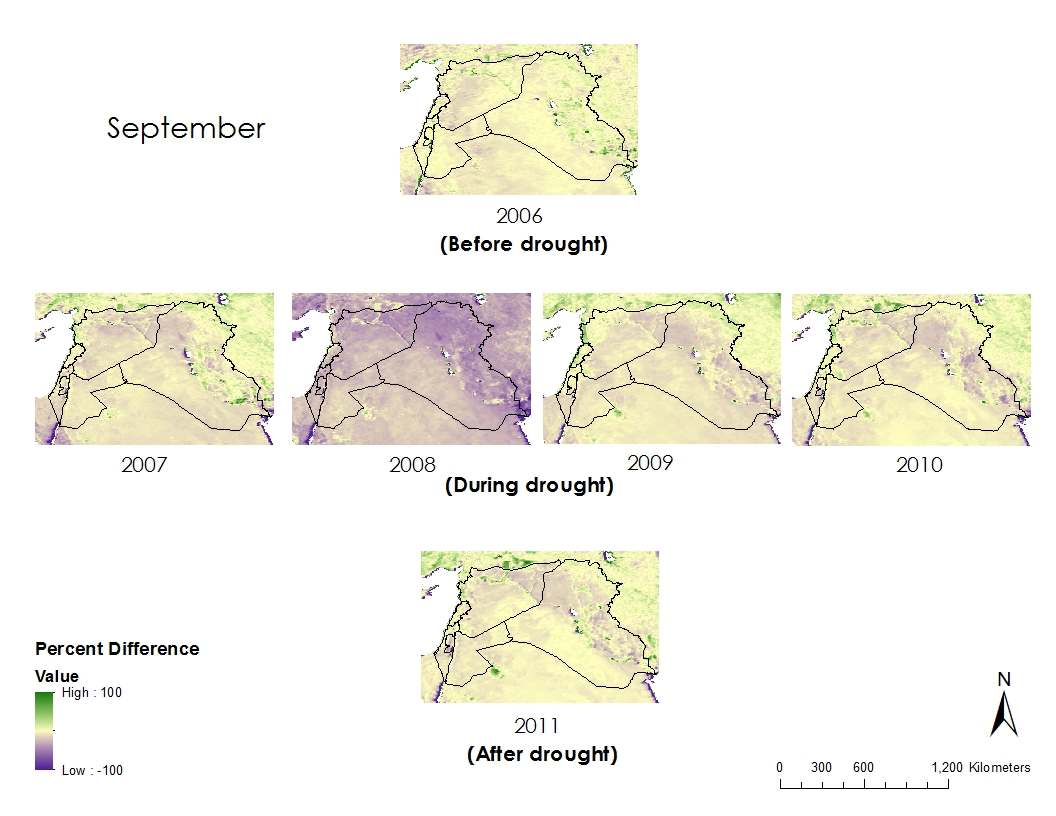 September
2006
(Before drought)
2007
2008
2009
2010
(During drought)
2011
(After drought)
Percent Difference
Value
High : 100
Low : -100
N
0 300 600 1,200 Kilometers